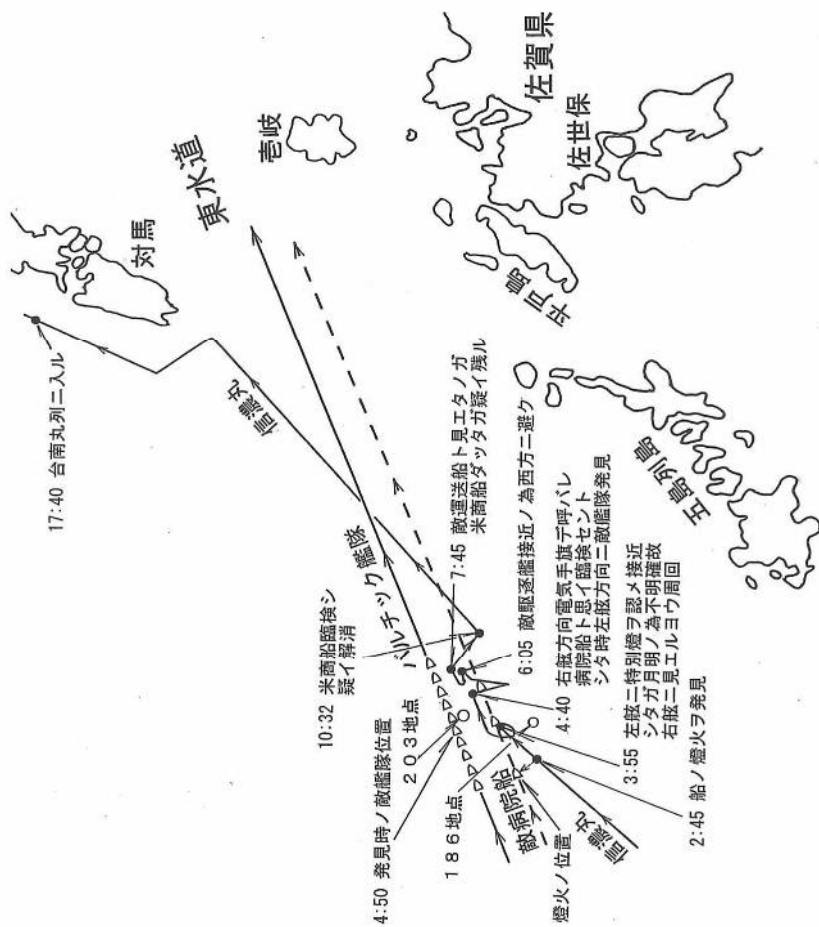 17:40 台南丸列ニ入ル
対馬
東水道
壱岐
佐賀県
佐世保
平戸島
五島列島
信濃丸
バルチック艦隊
10:32 米商船臨検シ
疑イ解消
4:50 発見時ノ敵艦隊位置
203地点
186地点
敵病院船
燈火ノ位置
信濃丸
2:45 船ノ燈火ヲ発見
3:55 左舷ニ特別燈ヲ認メ接近
シタガ月明ノ為不明確故
右舷ニ見エルヨウ周回
4:40 右舷方向電気手旗デ呼バレ
病院船ト思イ臨検セント
シタ時左舷方向ニ敵艦隊発見
6:05 敵駆逐艦接近ノ為西方ニ避ケ
7:45 敵運送船ト見エタノガ
米商船ダッタガ疑イ残ル